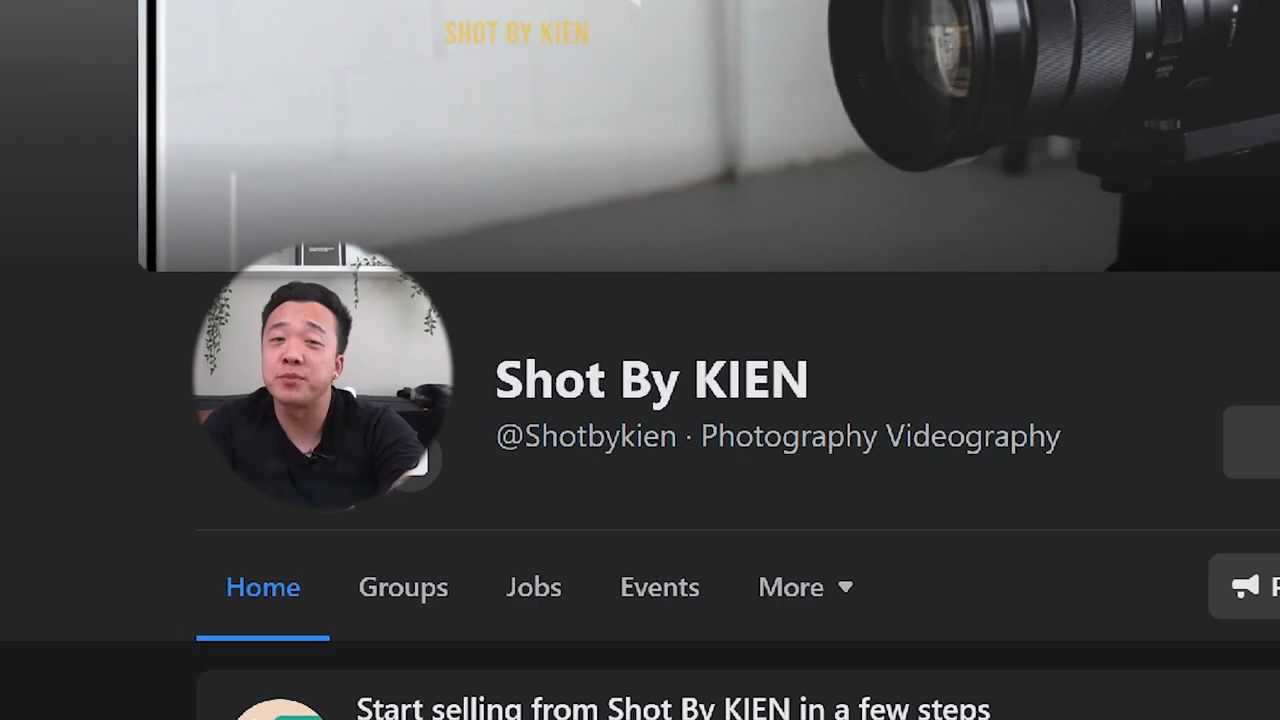 SHOT BY KIEN
Shot By KIEN
@Shotbykien · Photography Videography
Home Groups Jobs Events More
Start selling from Shot By KIEN in a few steps